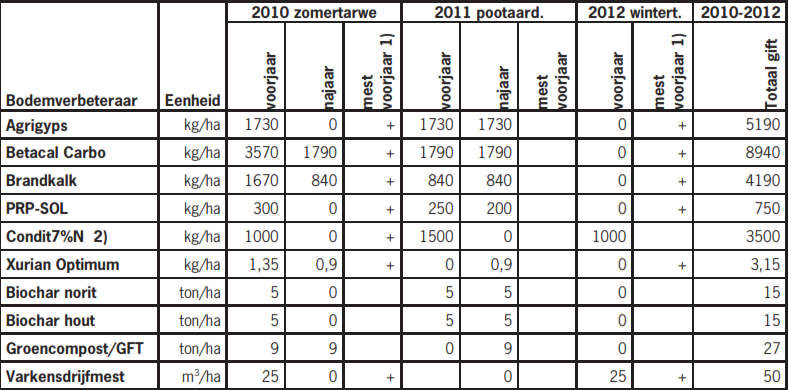 2010 zomertarwe 2011 pootaard. 2012 wintert. 2010-2012
Bodemverbeteraar Eenheid voorjaar najaar mest voorjaar 1) voorjaar najaar mest voorjaar voorjaar mest voorjaar 1) Totaal gift
Agrigyps kg/ha 1730 0 + 1730 1730 0 + 5190
Betacal Carbo kg/ha 3570 1790 + 1790 1790 0 + 8940
Brandkalk kg/ha 1670 840 + 840 840 0 + 4190
PRP-SOL kg/ha 300 0 + 250 200 0 + 750
Condit7%N 2) kg/ha 1000 0 + 1500 0 1000 3500
Xurian Optimum kg/ha 1,35 0,9 + 0 0,9 0 + 3,15
Biochar norit ton/ha 5 0 5 5 0 15
Biochar hout ton/ha 5 0 5 5 0 15
Groencompost/GFT ton/ha 9 9 0 9 0 27
Varkensdrijfmest m³/ha 25 0 + 0 25 + 50